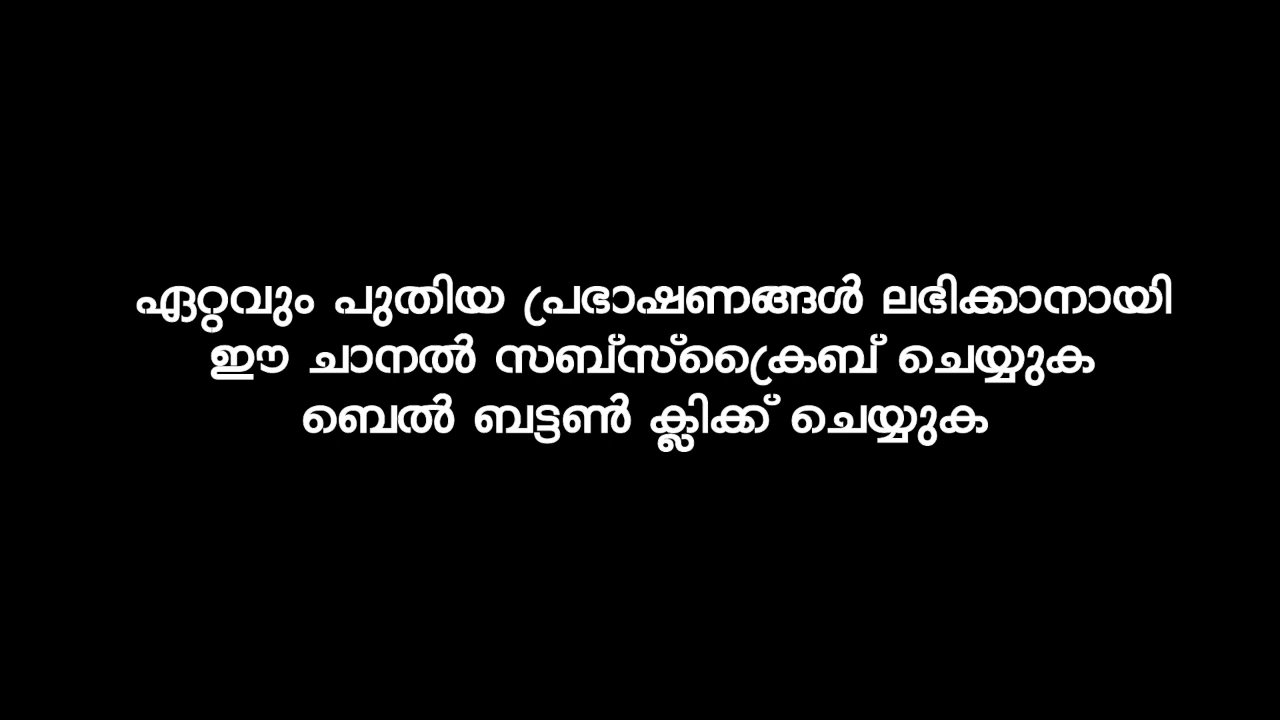 ഏറ്റവും പുതിയ പ്രഭാഷണങ്ങൾ ലഭിക്കാനായി
ഈ ചാനൽ സബ്സ്ക്രൈബ് ചെയ്യുക
ബെൽ ബട്ടൺ ക്ലിക്ക് ചെയ്യുക